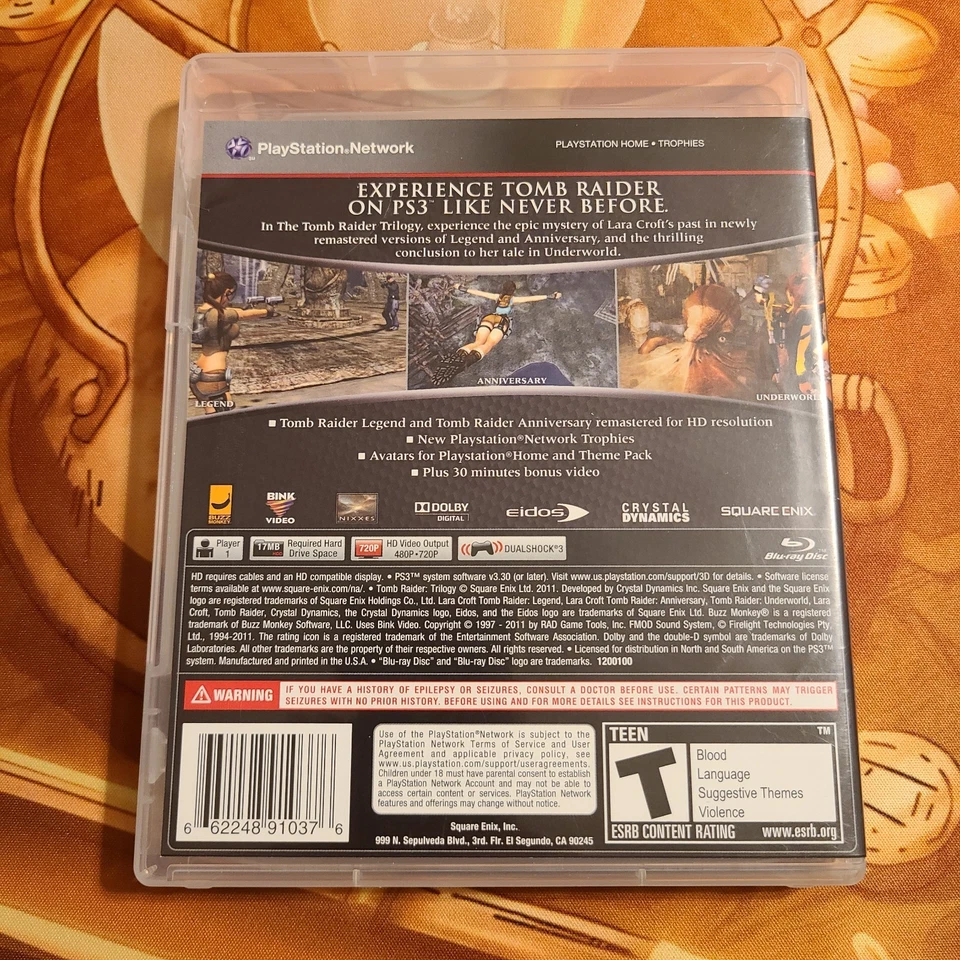 PlayStation®Network
PLAYSTATION HOME • TROPHIES
EXPERIENCE TOMB RAIDER
ON PS3™ LIKE NEVER BEFORE.
In The Tomb Raider Trilogy, experience the epic mystery of Lara Croft's past in newly
remastered versions of Legend and Anniversary, and the thrilling
conclusion to her tale in Underworld.
LEGEND
ANNIVERSARY
UNDERWORL
■ Tomb Raider Legend and Tomb Raider Anniversary remastered for HD resolution
■ New Playstation®Network Trophies
■ Avatars for Playstation®Home and Theme Pack
■ Plus 30 minutes bonus video
BUZZ
MONKEY
BINK
VIDEO
NIXXES
DOLBY
DIGITAL
eidos
CRYSTAL
DYNAMICS
SQUARE ENIX
Player
1
17MB
Required Hard
Drive Space
720P
HD Video Output
480P•720P
DUALSHOCK®3
Blu-ray Disc™
HD requires cables and an HD compatible display. • PS3™ system software v3.30 (or later). Visit www.us.playstation.com/support/3D for details. • Software license
terms available at www.square-enix.com/na/. • Tomb Raider: Trilogy © Square Enix Ltd. 2011. Developed by Crystal Dynamics Inc. Square Enix and the Square Enix
logo are registered trademarks of Square Enix Holdings Co., Ltd. Lara Croft Tomb Raider: Legend, Lara Croft Tomb Raider: Anniversary, Tomb Raider: Underworld, Lara
Croft, Tomb Raider, Crystal Dynamics, the Crystal Dynamics logo, Eidos, and the Eidos logo are trademarks of Square Enix Ltd. Buzz Monkey® is a registered
trademark of Buzz Monkey Software, LLC. Uses Bink Video. Copyright © 1997 - 2011 by RAD Game Tools, Inc. FMOD Sound System, © Firelight Technologies Pty,
Ltd., 1994-2011. The rating icon is a registered trademark of the Entertainment Software Association. Dolby and the double-D symbol are trademarks of Dolby
Laboratories. All other trademarks are the property of their respective owners. All rights reserved. • Licensed for distribution in North and South America on the PS3™
system. Manufactured and printed in the U.S.A. • "Blu-ray Disc" and "Blu-ray Disc" logo are trademarks. 1200100
WARNING
IF YOU HAVE A HISTORY OF EPILEPSY OR SEIZURES, CONSULT A DOCTOR BEFORE USE. CERTAIN PATTERNS MAY TRIGGER
SEIZURES WITH NO PRIOR HISTORY. BEFORE USING AND FOR MORE DETAILS SEE INSTRUCTIONS FOR THIS PRODUCT.
6 62248 91037 6
Use of the PlayStation®Network is subject to the
PlayStation Network Terms of Service and User
Agreement and applicable privacy policy, see
www.us.playstation.com/support/useragreements.
Children under 18 must have parental consent to establish
a PlayStation Network Account and may not be able to
access certain content or services. PlayStation Network
features and offerings may change without notice.
Square Enix, Inc.
999 N. Sepulveda Blvd., 3rd. Flr. El Segundo, CA 90245
TEEN
™
T
Blood
Language
Suggestive Themes
Violence
ESRB CONTENT RATING
www.esrb.org